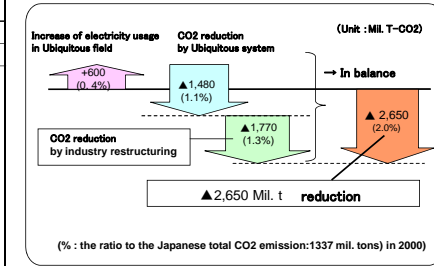 Increase of electricity usage
in Ubiquitous field
CO2 reduction
by Ubiquitous system
(Unit : Mil. T-CO2)
+600
(0. 4%)
▲1,480
(1.1%)
→ In balance
▲1,770
(1.3%)
▲ 2,650
(2.0%)
CO2 reduction
by industry restructuring
▲2,650 Mil. t reduction
(% : the ratio to the Japanese total CO2 emission:1337 mil. tons) in 2000)